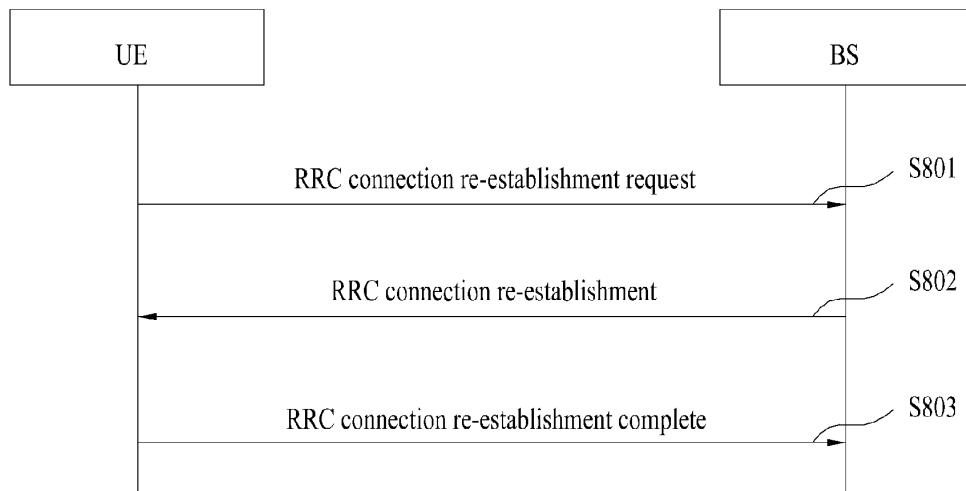 UE
BS
RRC connection re-establishment request
S801
RRC connection re-establishment
S802
RRC connection re-establishment complete
S803